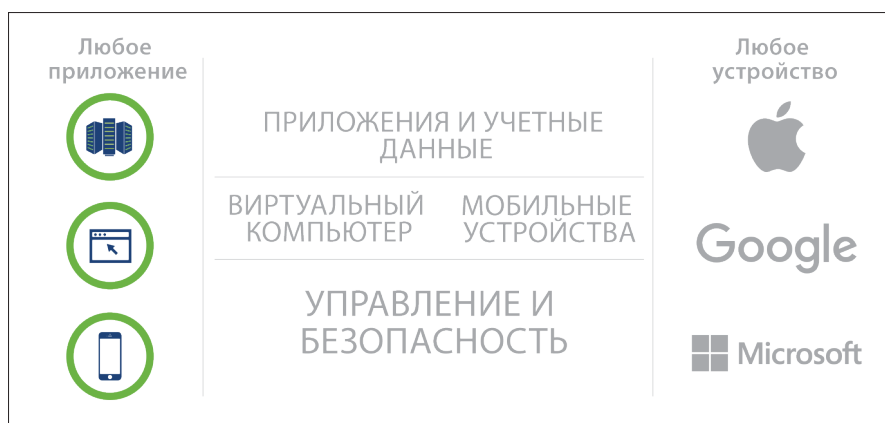 Любое
приложение
ПРИЛОЖЕНИЯ И УЧЕТНЫЕ
ДАННЫЕ
ВИРТУАЛЬНЫЙ
КОМПЬЮТЕР
МОБИЛЬНЫЕ
УСТРОЙСТВА
УПРАВЛЕНИЕ И
БЕЗОПАСНОСТЬ
Любое
устройство
Google
Microsoft